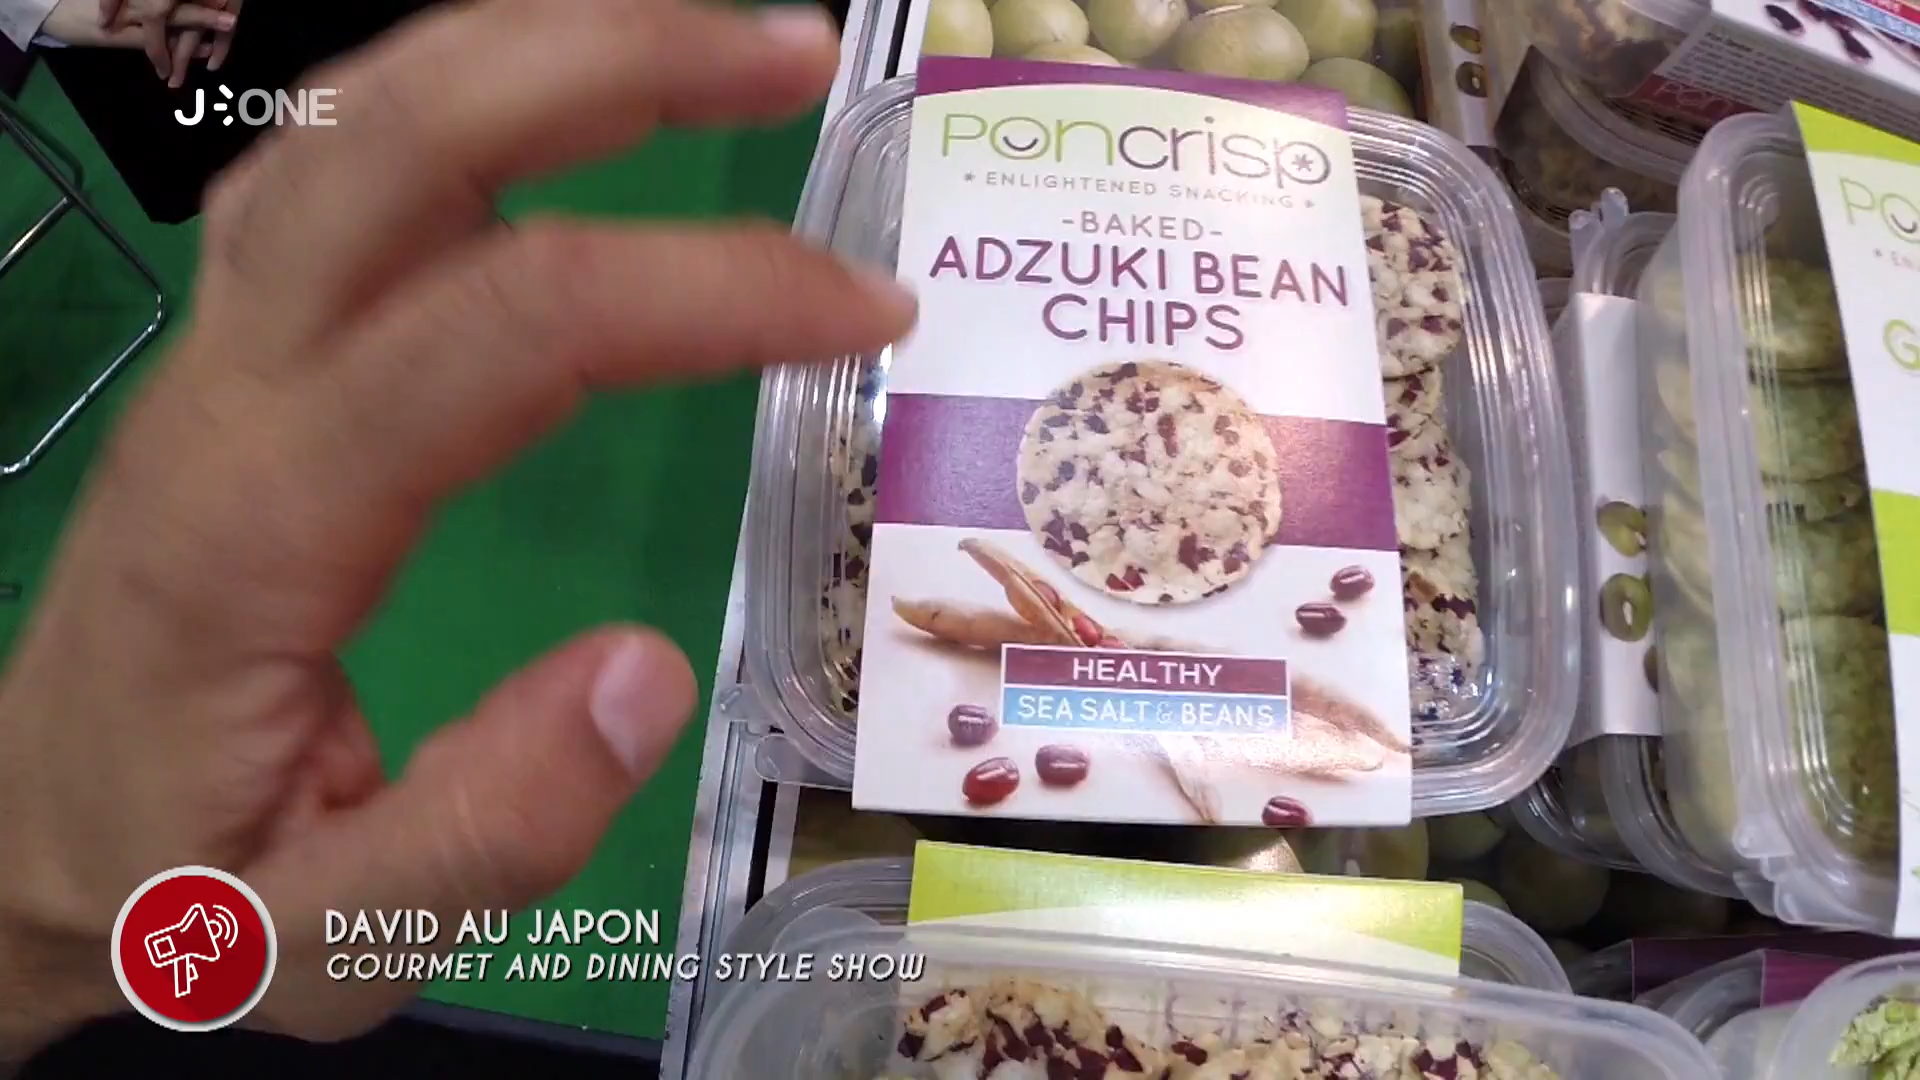 J:ONE
PONcrisp
* ENLIGHTENED SNACKING *
-BAKED-
ADZUKI BEAN
CHIPS
HEALTHY
SEA SALT & BEANS
DAVID AU JAPON
GOURMET AND DINING STYLE SHOW